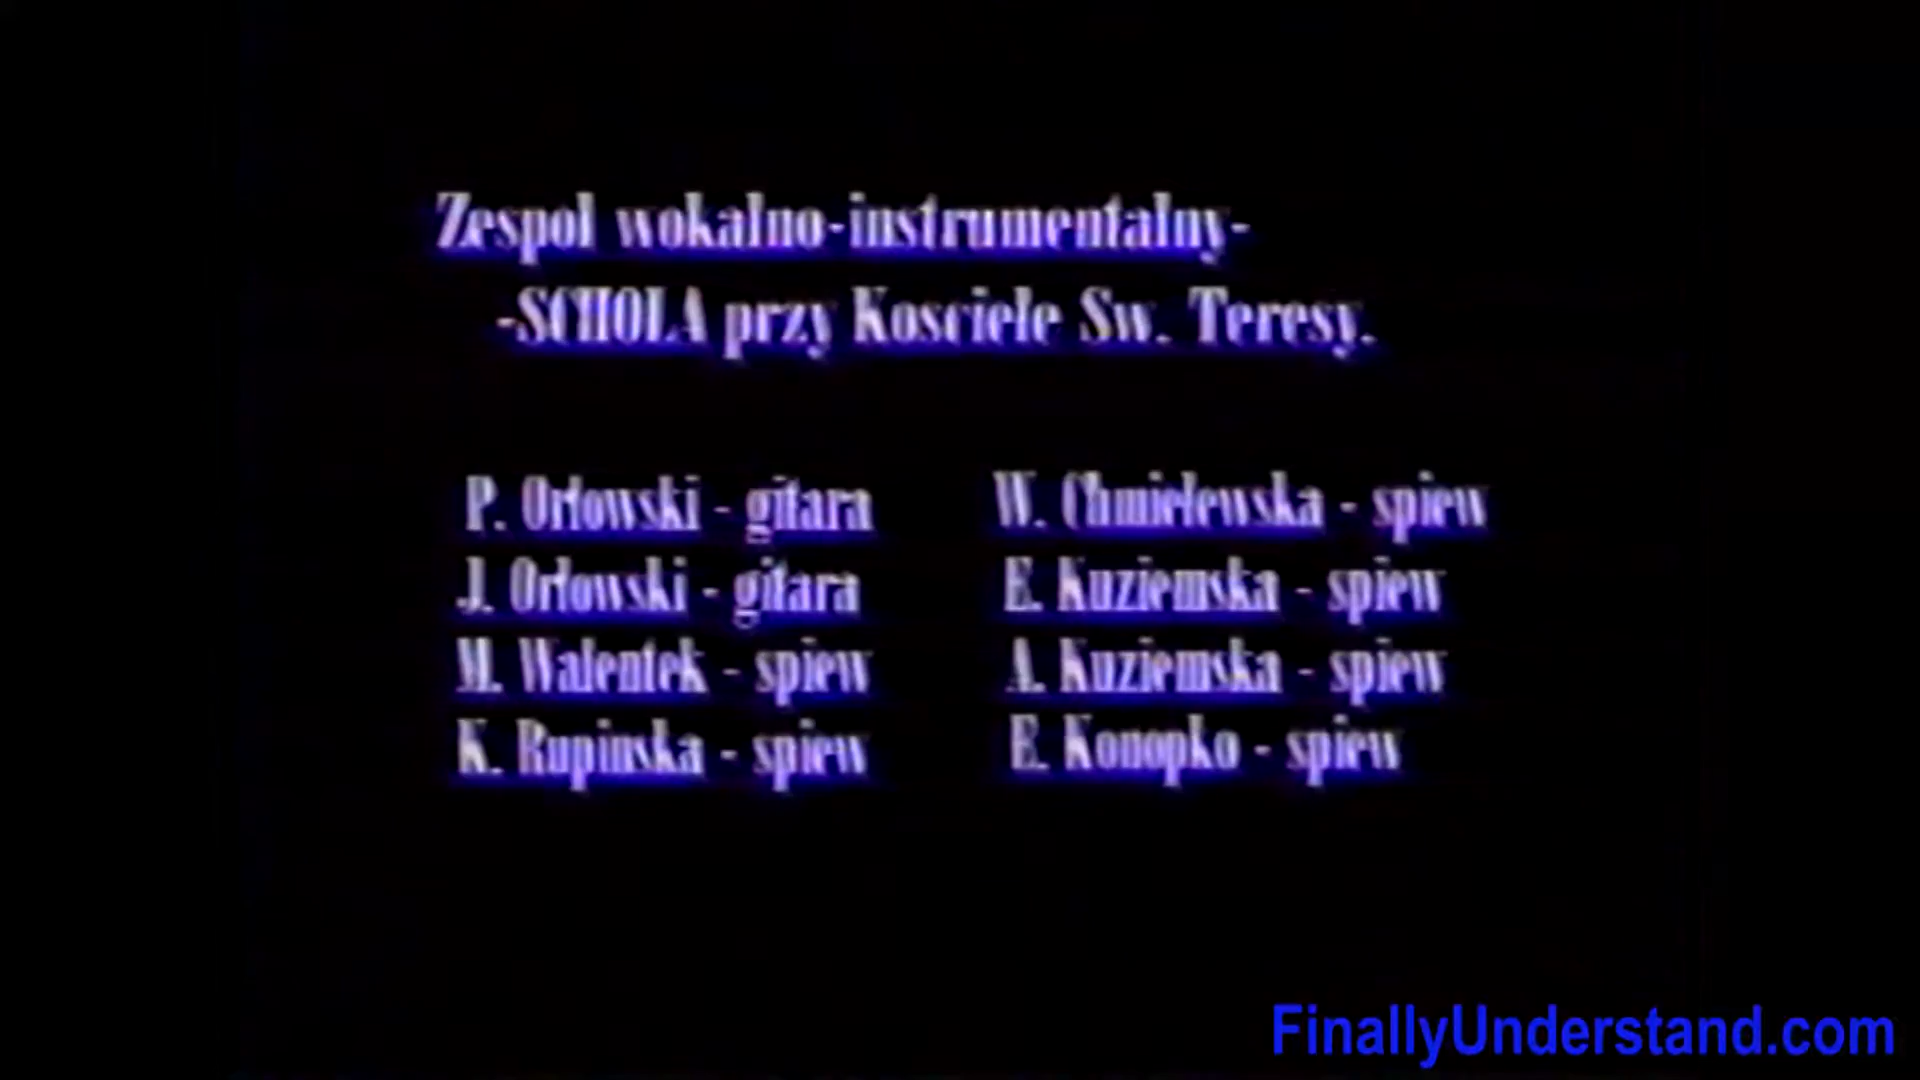 Zespol wokalno-instrumentalny-
-SCHOLA przy Kosciele Sw. Teresy.
P. Orlowski - gitara
J. Orlowski - gitara
M. Walentek - spiew
K. Rupinska - spiew
W. Chmielewska - spiew
E. Kuziemska - spiew
A. Kuziemska - spiew
E. Konopko - spiew
FinallyUnderstand.com